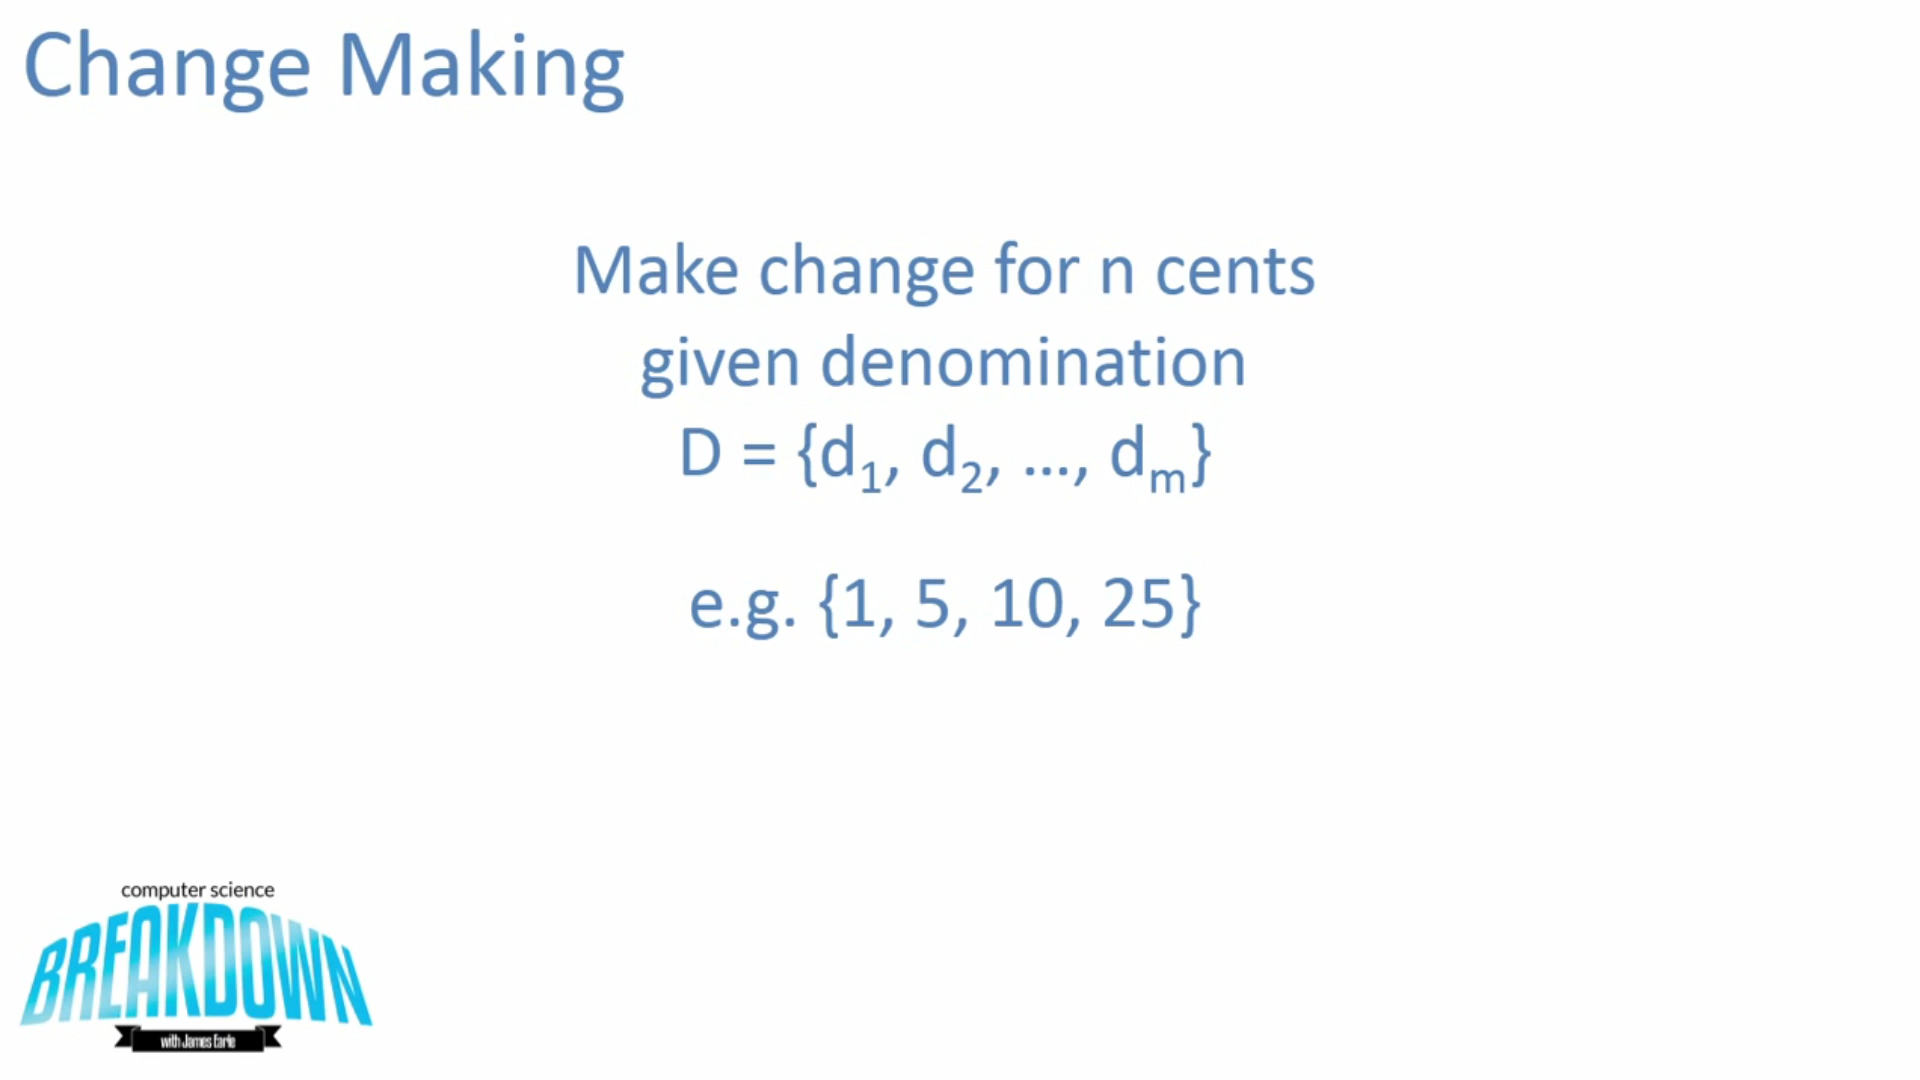 Change Making
Make change for n cents
given denomination
D = {d₁, d₂, ..., dₘ}
e.g. {1, 5, 10, 25}
computer science
BREAKDOWN
with James Earle